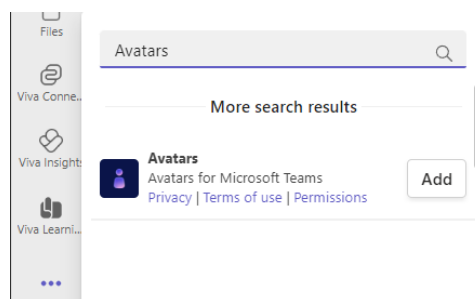 Files
Viva Conne...
Viva Insights
Viva Learni...
Avatars
More search results
Avatars
Avatars for Microsoft Teams
Privacy | Terms of use | Permissions
Add